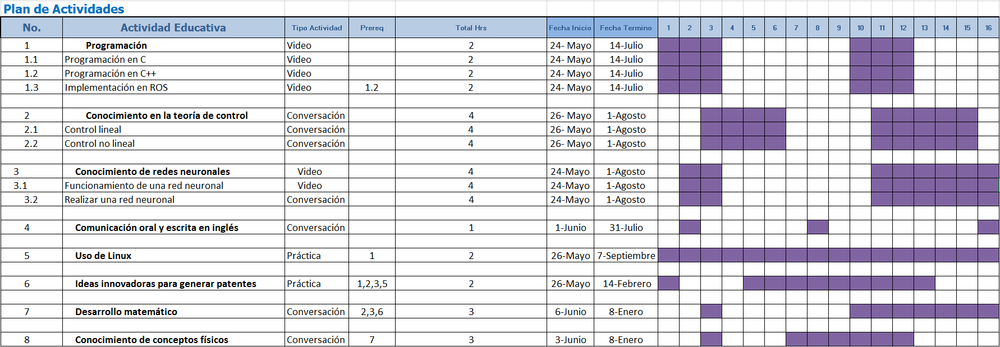 Plan de Actividades
No. Actividad Educativa Tipo Actividad Prereq Total Hrs Fecha Inicio Fecha Termino 1 2 3 4 5 6 7 8 9 10 11 12 13 14 15 16
1 Programación Video 2 24- Mayo 14-Julio
1.1 Programación en C Video 2 24- Mayo 14-Julio
1.2 Programación en C++ Video 2 24- Mayo 14-Julio
1.3 Implementación en ROS Video 1.2 2 24- Mayo 14-Julio
2 Conocimiento en la teoría de control Conversación 4 26- Mayo 1-Agosto
2.1 Control lineal Conversación 4 26- Mayo 1-Agosto
2.2 Control no lineal Conversación 4 26- Mayo 1-Agosto
3 Conocimiento de redes neuronales Video 4 24-Mayo 1-Agosto
3.1 Funcionamiento de una red neuronal Video 4 24-Mayo 1-Agosto
3.2 Realizar una red neuronal Conversación 4 24-Mayo 1-Agosto
4 Comunicación oral y escrita en inglés Conversación 1 1-Junio 31-Julio
5 Uso de Linux Práctica 1 2 26-Mayo 7-Septiembre
6 Ideas innovadoras para generar patentes Práctica 1,2,3,5 2 26-Mayo 14-Febrero
7 Desarrollo matemático Conversación 2,3,6 3 6-Junio 8-Enero
8 Conocimiento de conceptos físicos Conversación 7 3 3-Junio 8-Enero